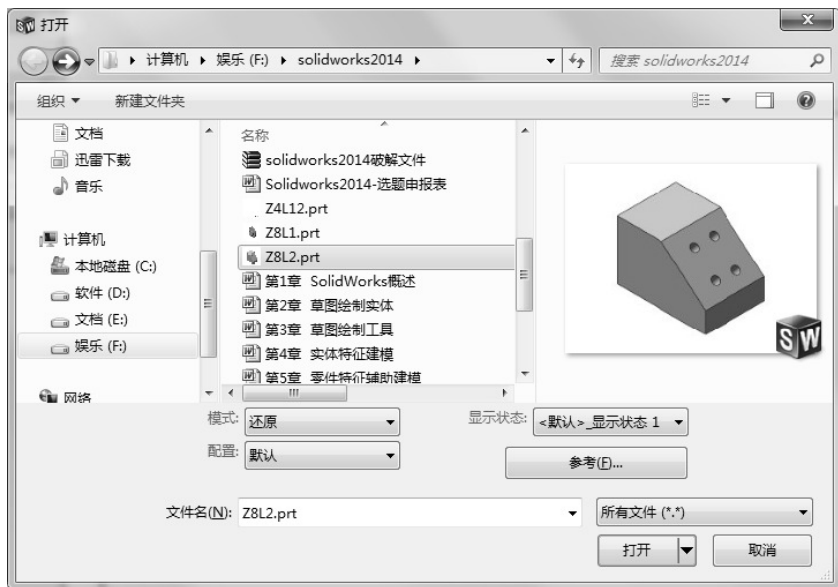 打开
计算机 娱乐 (F:) solidworks2014
搜索 solidworks2014
组织 新建文件夹
文档
迅雷下载
音乐
计算机
本地磁盘 (C:)
软件 (D:)
文档 (E:)
娱乐 (F:)
网络
名称
solidworks2014破解文件
Solidworks2014-选题申报表
Z4L12.prt
Z8L1.prt
Z8L2.prt
第1章 SolidWorks概述
第2章 草图绘制实体
第3章 草图绘制工具
第4章 实体特征建模
第5章 零件特征辅助建模
SW
模式: 还原
显示状态: <默认>_显示状态 1
配置: 默认
参考(F)...
文件名(N): Z8L2.prt
所有文件 (*.*)
打开 取消